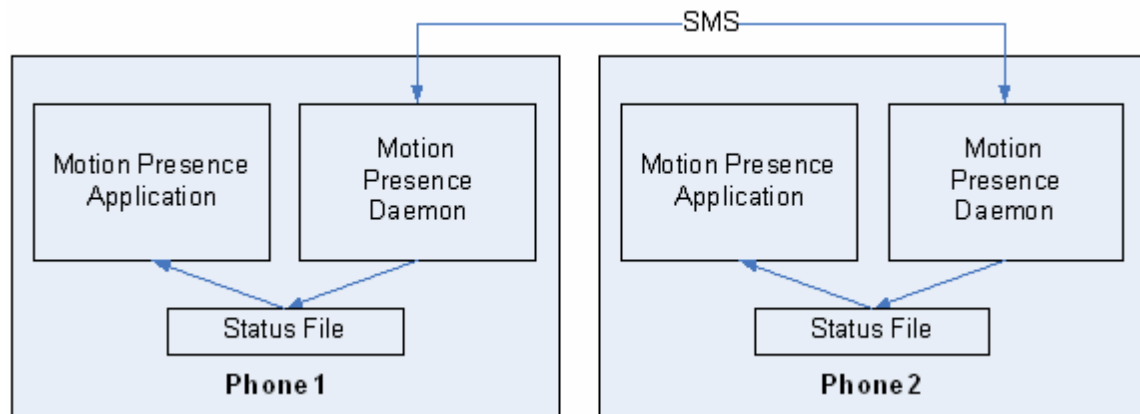 SMS
Motion Presence
Application
Motion
Presence
Daemon
Status File
Phone 1
Motion Presence
Application
Motion
Presence
Daemon
Status File
Phone 2